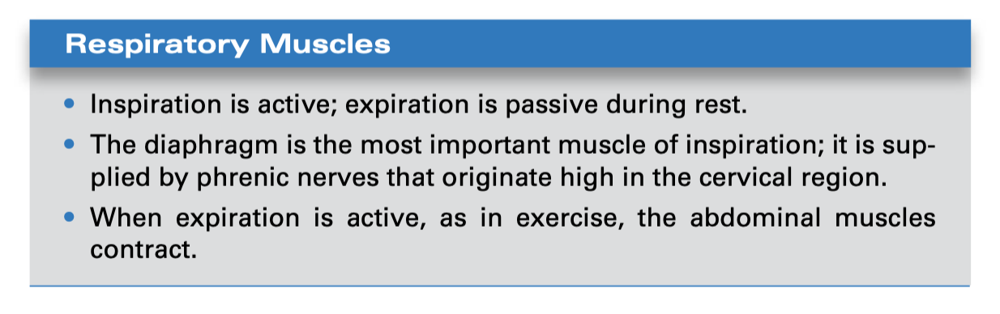 Respiratory Muscles
• Inspiration is active; expiration is passive during rest.
• The diaphragm is the most important muscle of inspiration; it is sup-
plied by phrenic nerves that originate high in the cervical region.
• When expiration is active, as in exercise, the abdominal muscles
contract.